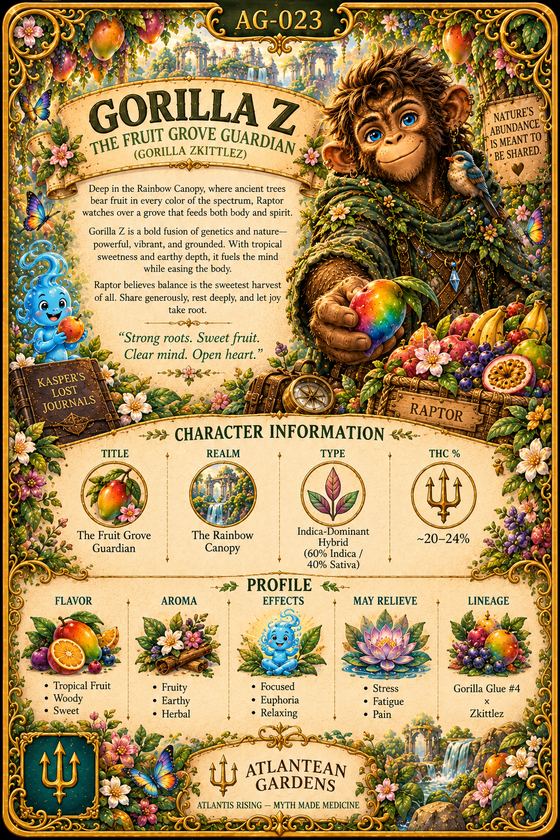 AG-023
GORILLA Z
THE FRUIT GROVE GUARDIAN
(GORILLA ZKITTLEZ)
NATURE'S
ABUNDANCE
IS MEANT TO
BE SHARED.
Deep in the Rainbow Canopy, where ancient trees
bear fruit in every color of the spectrum, Raptor
watches over a grove that feeds both body and spirit.
Gorilla Z is a bold fusion of genetics and nature—
powerful, vibrant, and grounded. With tropical
sweetness and earthy depth, it fuels the mind
while easing the body.
Raptor believes balance is the sweetest harvest
of all. Share generously, rest deeply, and let joy
take root.
"Strong roots. Sweet fruit.
Clear mind. Open heart."
KASPER'S
LOST
JOURNALS
RAPTOR
CHARACTER INFORMATION
TITLE
The Fruit Grove
Guardian
REALM
The Rainbow
Canopy
TYPE
Indica-Dominant
Hybrid
(60% Indica /
40% Sativa)
THC %
~20–24%
PROFILE
FLAVOR
• Tropical Fruit
• Woody
• Sweet
AROMA
• Fruity
• Earthy
• Herbal
EFFECTS
• Focused
• Euphoria
• Relaxing
MAY RELIEVE
• Stress
• Fatigue
• Pain
LINEAGE
Gorilla Glue #4
x
Zkittlez
ATLANTEAN
GARDENS
ATLANTIS RISING — MYTH MADE MEDICINE